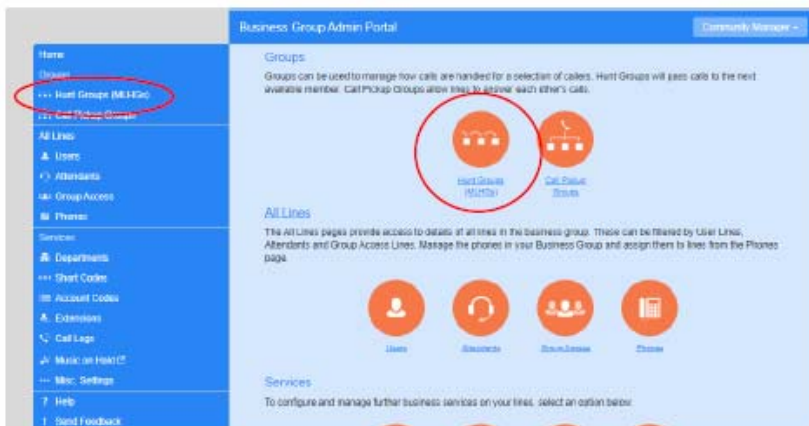 Business Group Admin Portal
Community Manager
Home
Groups
Hunt Groups (MLHGs)
Call Pickup Groups
All Lines
Users
Attendants
Group Access
Phones
Services
Departments
Short Codes
Account Codes
Extensions
Call Logs
Music on Hold
Misc. Settings
? Help
! Send Feedback
Groups
Groups can be used to manage how calls are handled for a selection of callers. Hunt Groups will pass calls to the next
available member. Call Pickup Groups allow lines to answer each other's calls.
Hunt Groups
(MLHGs)
Call Pickup
Groups
All Lines
The All Lines pages provide access to details of all lines in the business group. These can be filtered by User Lines,
Attendants and Group Access Lines. Manage the phones in your Business Group and assign them to lines from the Phones
page.
Users
Attendants
Group Access
Phones
Services
To configure and manage further business services on your lines, select an option below.